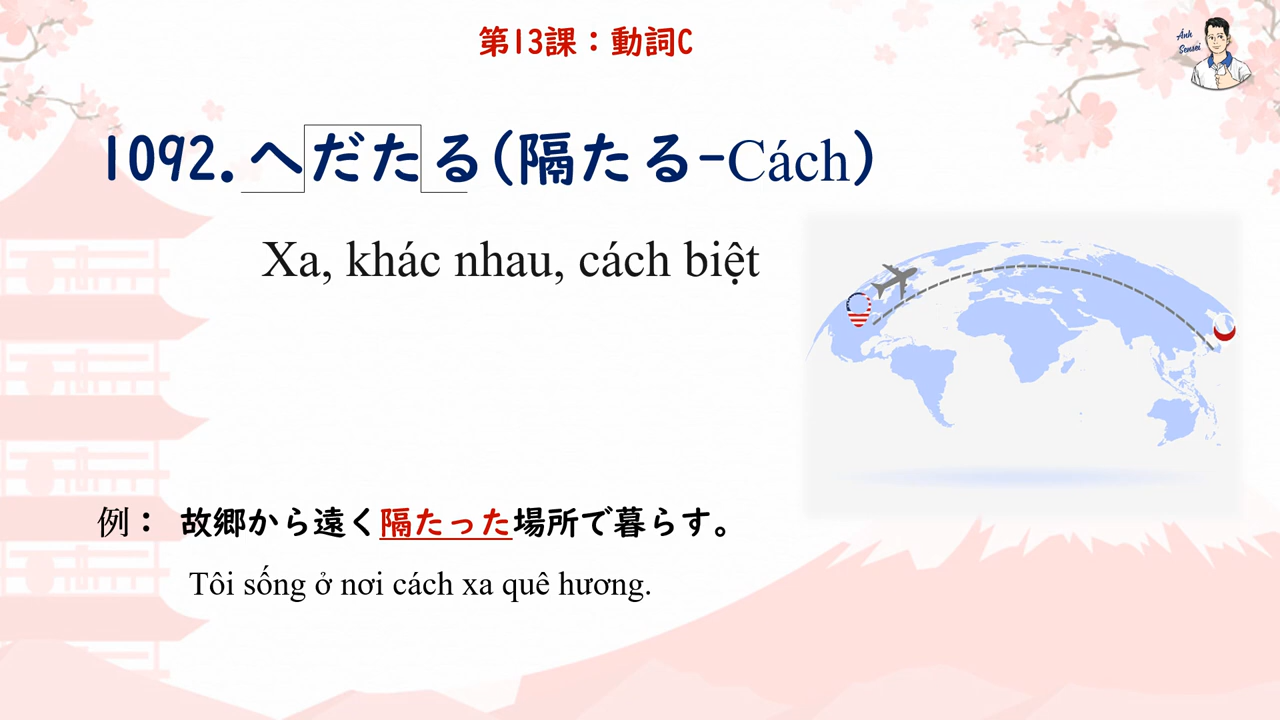 第13課：動詞C
Anh
Sensei
1092.へだたる(隔たる-Cách)
Xa, khác nhau, cách biệt
例： 故郷から遠く隔たった場所で暮らす。
Tôi sống ở nơi cách xa quê hương.